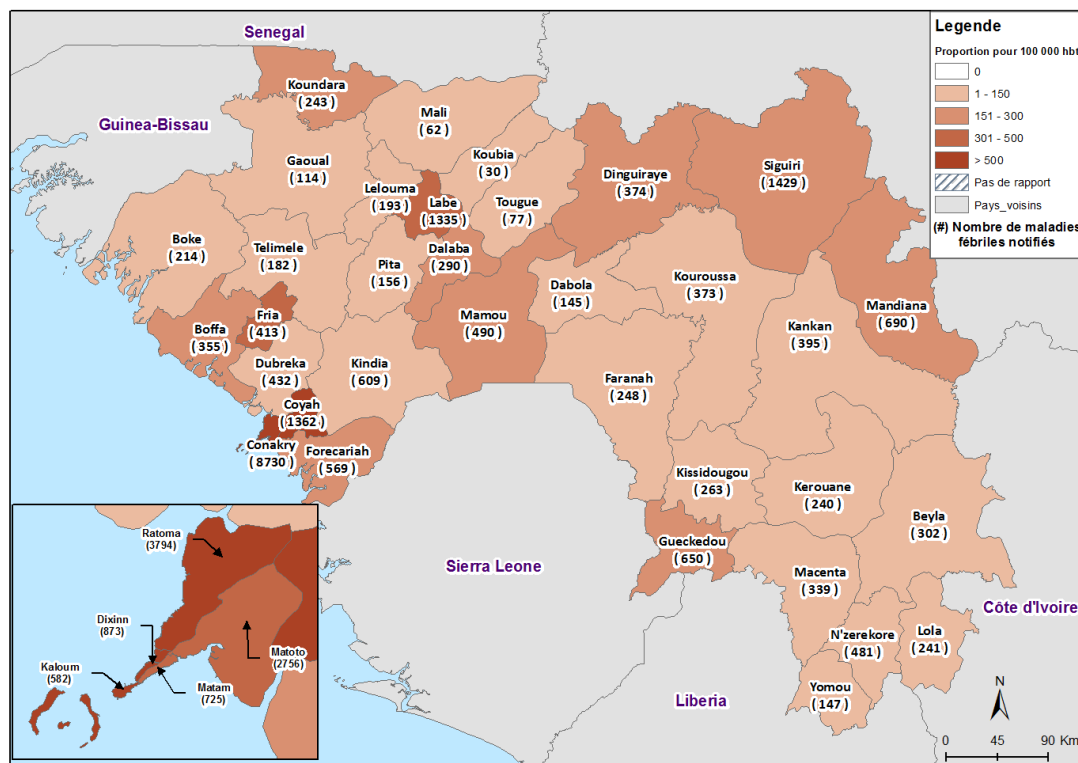 Senegal
Guinea-Bissau
Koundara
( 243 )
Mali
( 62 )
Gaoual
( 114 )
Koubia
( 30 )
Lelouma
( 193 )
Labe
( 1335 )
Tougue
( 77 )
Dinguiraye
( 374 )
Siguiri
( 1429 )
Boke
( 214 )
Telimele
( 182 )
Pita
( 156 )
Dalaba
( 290 )
Dabola
( 145 )
Kouroussa
( 373 )
Mandiana
( 690 )
Boffa
( 355 )
Fria
( 413 )
Mamou
( 490 )
Kankan
( 395 )
Dubreka
( 432 )
Kindia
( 609 )
Faranah
( 248 )
Coyah
( 1362 )
Conakry
( 8730 )
Forecariah
( 569 )
Kissidougou
( 263 )
Kerouane
( 240 )
Beyla
( 302 )
Gueckedou
( 650 )
Macenta
( 339 )
N'zerekore
( 481 )
Lola
( 241 )
Yomou
( 147 )
Sierra Leone
Liberia
Côte d'Ivoire
Legende
Proportion pour 100 000 hbt
0
1 - 150
151 - 300
301 - 500
> 500
Pas de rapport
Pays_voisins
(#) Nombre de maladies
fébriles notifiés
Ratoma
(3794)
Dixinn
(873)
Kaloum
(582)
Matoto
(2756)
Matam
(725)
N
0 45 90 Km